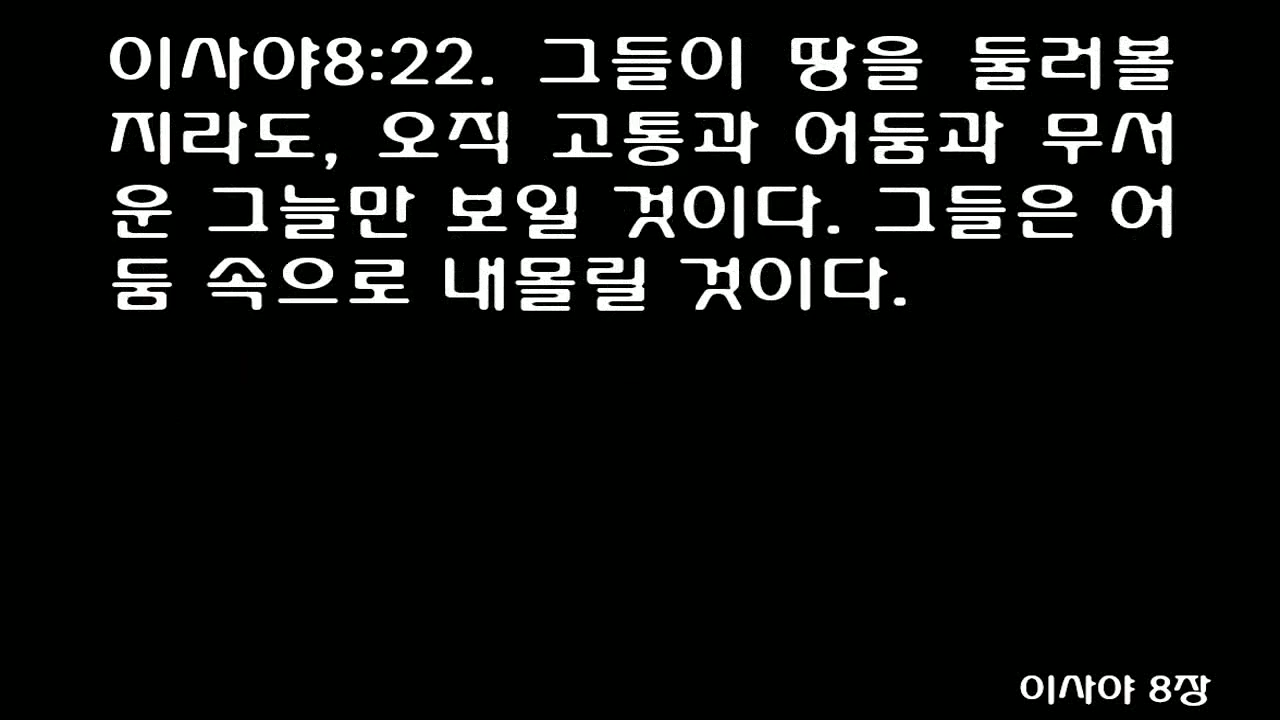 이사야8:22. 그들이 땅을 둘러볼
지라도, 오직 고통과 어둠과 무서
운 그늘만 보일 것이다. 그들은 어
둠 속으로 내몰릴 것이다.
이사야 8장